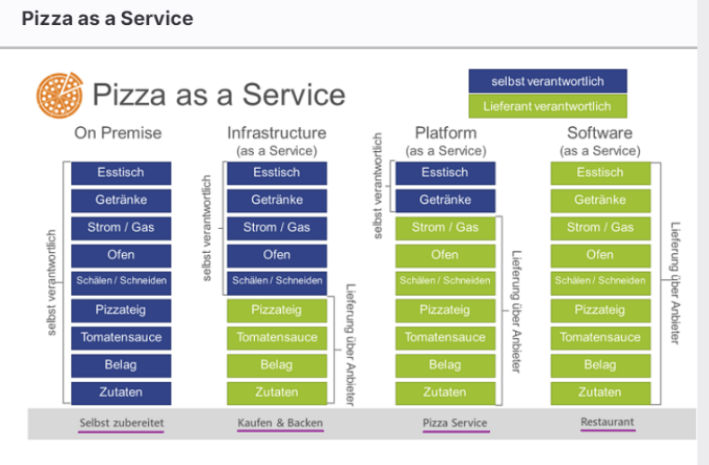 Pizza as a Service
Pizza as a Service
selbst verantwortlich
Lieferant verantwortlich
On Premise
Infrastructure
(as a Service)
Platform
(as a Service)
Software
(as a Service)
selbst verantwortlich
Esstisch
Getränke
Strom / Gas
Ofen
Schälen / Schneiden
Pizzateig
Tomatensauce
Belag
Zutaten
selbst verantwortlich
Esstisch
Getränke
Strom / Gas
Ofen
Schälen / Schneiden
Pizzateig
Tomatensauce
Belag
Zutaten
Lieferung über Anbieter
selbst verantwortlich
Esstisch
Getränke
Strom / Gas
Ofen
Schälen / Schneiden
Pizzateig
Tomatensauce
Belag
Zutaten
Lieferung über Anbieter
Esstisch
Getränke
Strom / Gas
Ofen
Schälen / Schneiden
Pizzateig
Tomatensauce
Belag
Zutaten
Lieferung über Anbieter
Selbst zubereitet
Kaufen & Backen
Pizza Service
Restaurant